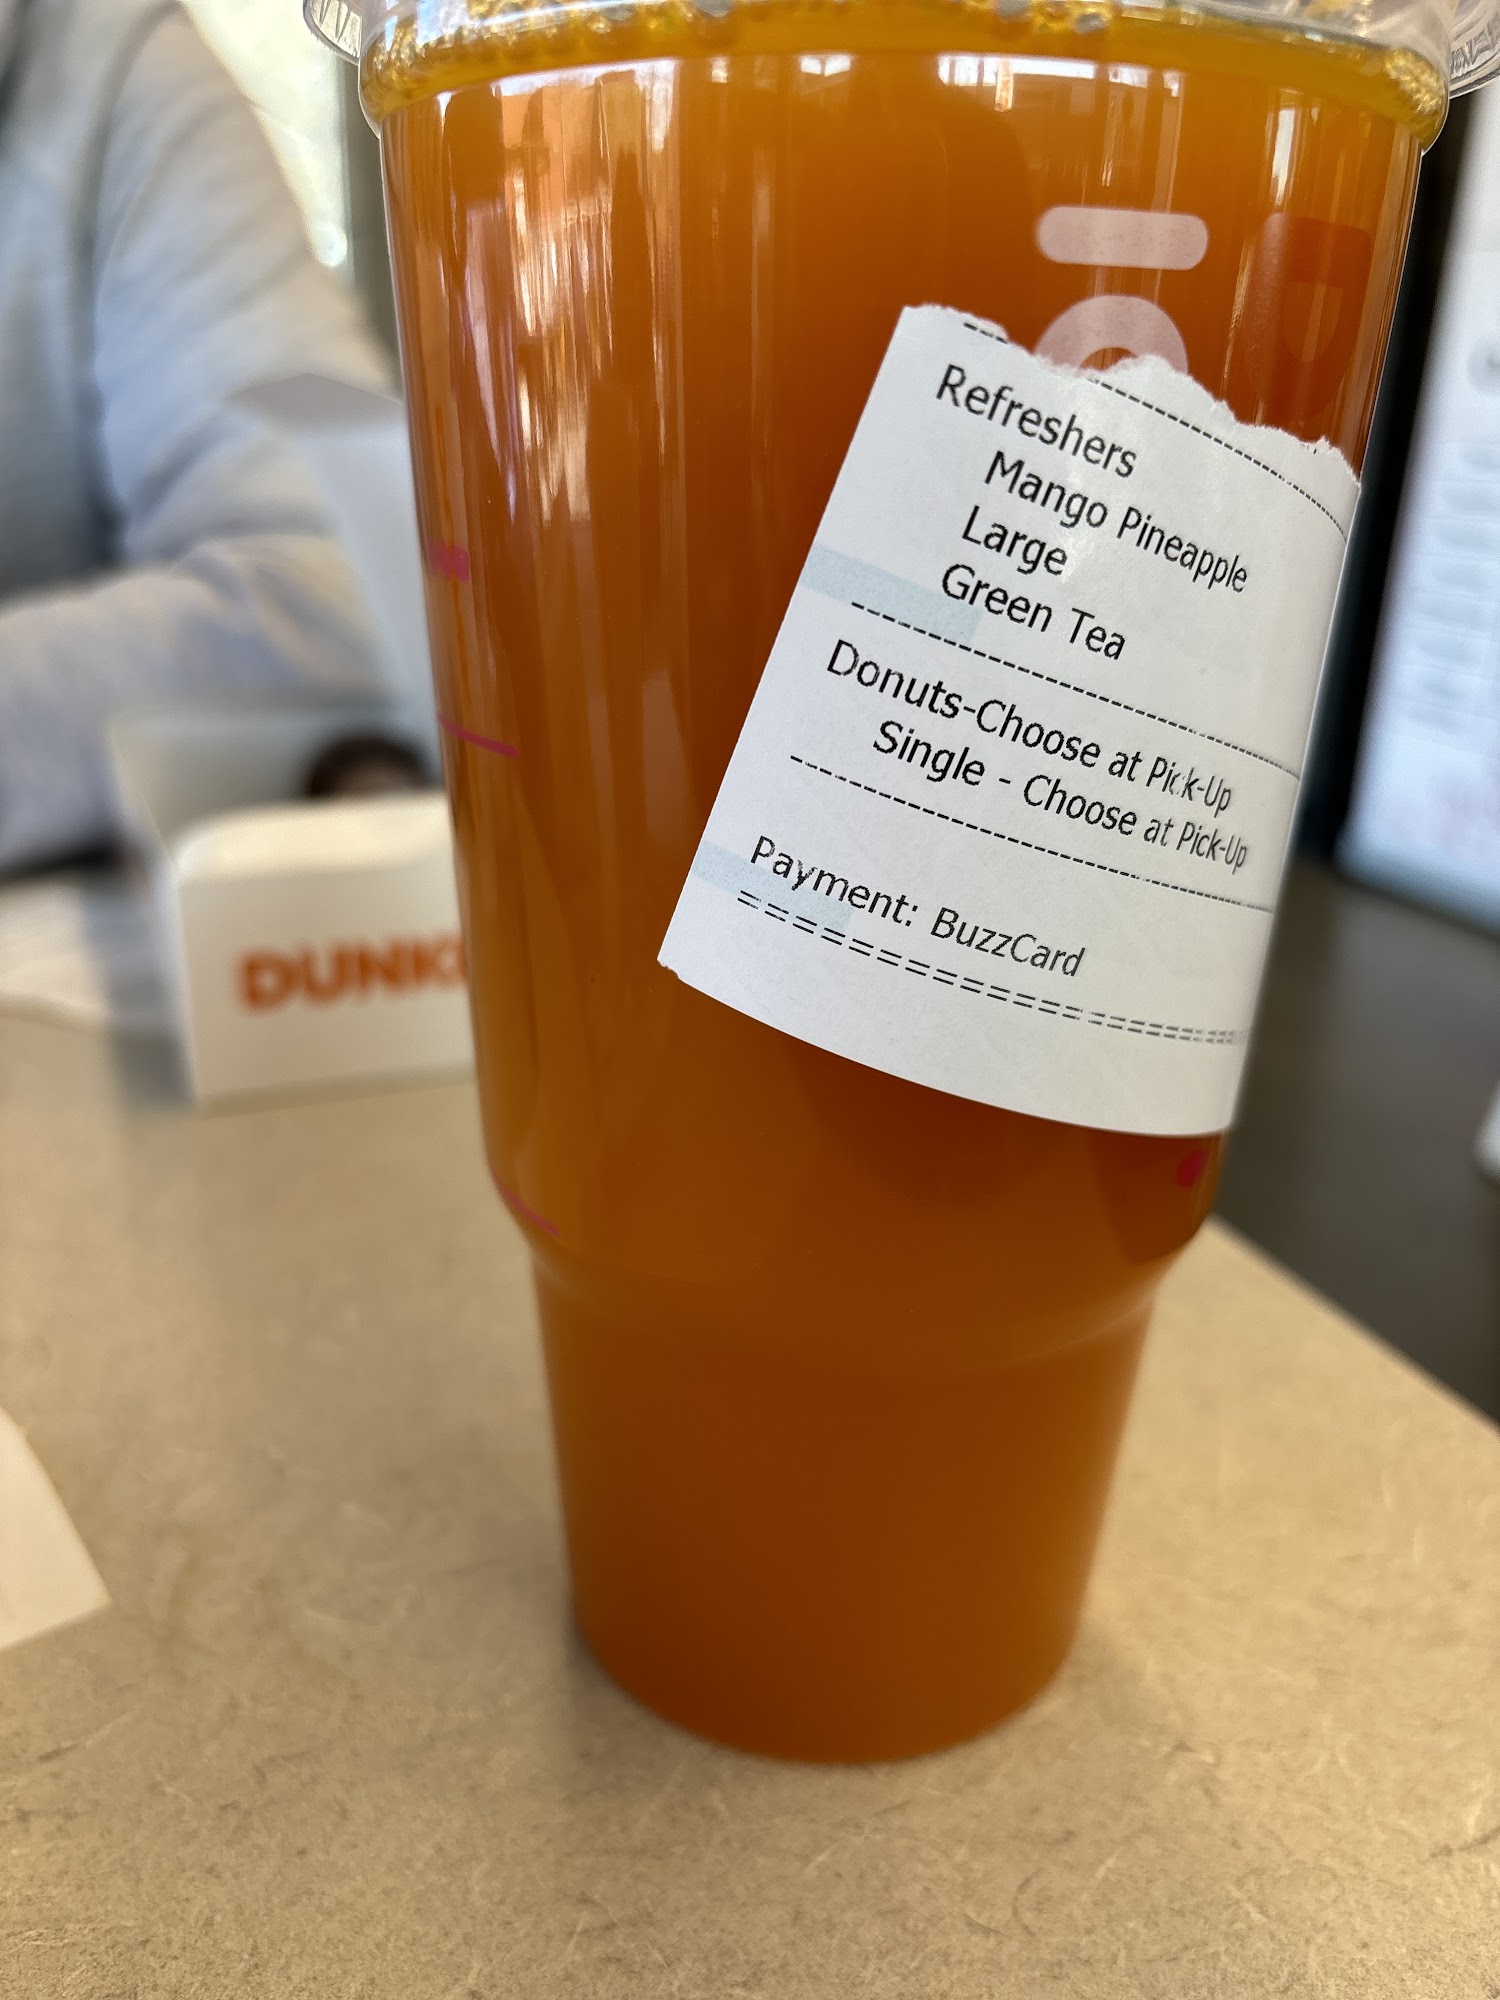 Refreshers
Mango Pineapple
Large
Green Tea
Donuts-Choose at Pick-Up
Single - Choose at Pick-Up
Payment: BuzzCard
DUNK